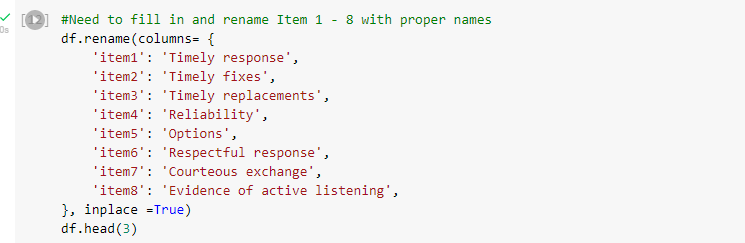 #Need to fill in and rename Item 1 - 8 with proper names
df.rename(columns= {
    'item1': 'Timely response',
    'item2': 'Timely fixes',
    'item3': 'Timely replacements',
    'item4': 'Reliability',
    'item5': 'Options',
    'item6': 'Respectful response',
    'item7': 'Courteous exchange',
    'item8': 'Evidence of active listening',
}, inplace =True)
df.head(3)